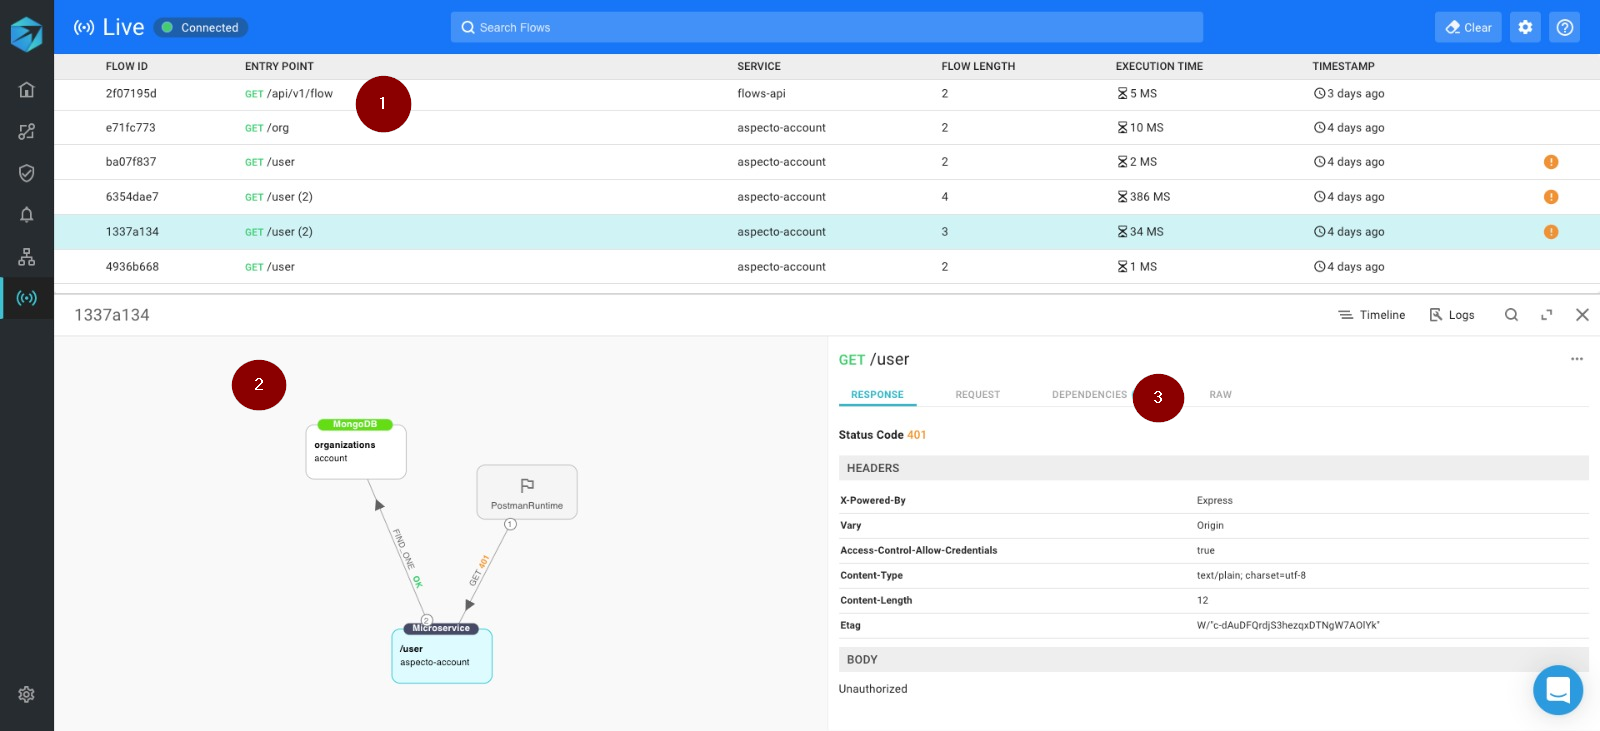 Live Connected Search Flows Clear
FLOW ID ENTRY POINT SERVICE FLOW LENGTH EXECUTION TIME TIMESTAMP
2f07195d GET /api/v1/flow flows-api 2 5 MS 3 days ago
1
e71fc773 GET /org aspecto-account 2 10 MS 4 days ago
ba07f837 GET /user aspecto-account 2 2 MS 4 days ago
6354dae7 GET /user (2) aspecto-account 4 386 MS 4 days ago
1337a134 GET /user (2) aspecto-account 3 34 MS 4 days ago
4936b668 GET /user aspecto-account 2 1 MS 4 days ago
1337a134 Timeline Logs
2
MongoDB
organizations
account
PostmanRuntime
1
FIND_ONE OK
GET 401
2
Microservice
/user
aspecto-account
GET /user
RESPONSE REQUEST DEPENDENCIES 3 RAW
Status Code 401
HEADERS
X-Powered-By Express
Vary Origin
Access-Control-Allow-Credentials true
Content-Type text/plain; charset=utf-8
Content-Length 12
Etag W/"c-dAuDFQrdjS3hezqxDTNgW7AOlYk"
BODY
Unauthorized